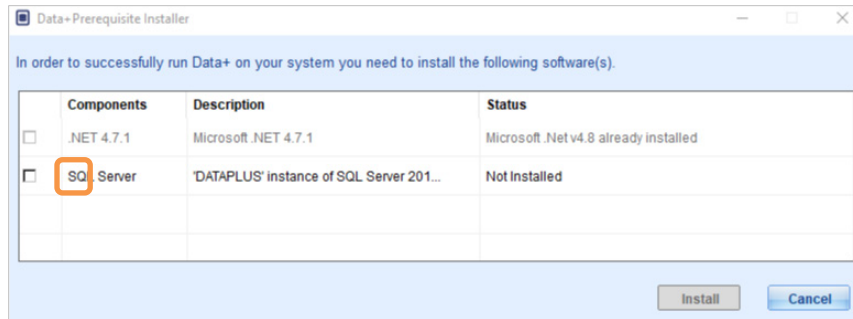 Data+Prerequisite Installer
In order to successfully run Data+ on your system you need to install the following software(s).
Components Description Status
.NET 4.7.1 Microsoft .NET 4.7.1 Microsoft .Net v4.8 already installed
SQL Server 'DATAPLUS' instance of SQL Server 201... Not Installed
Install Cancel